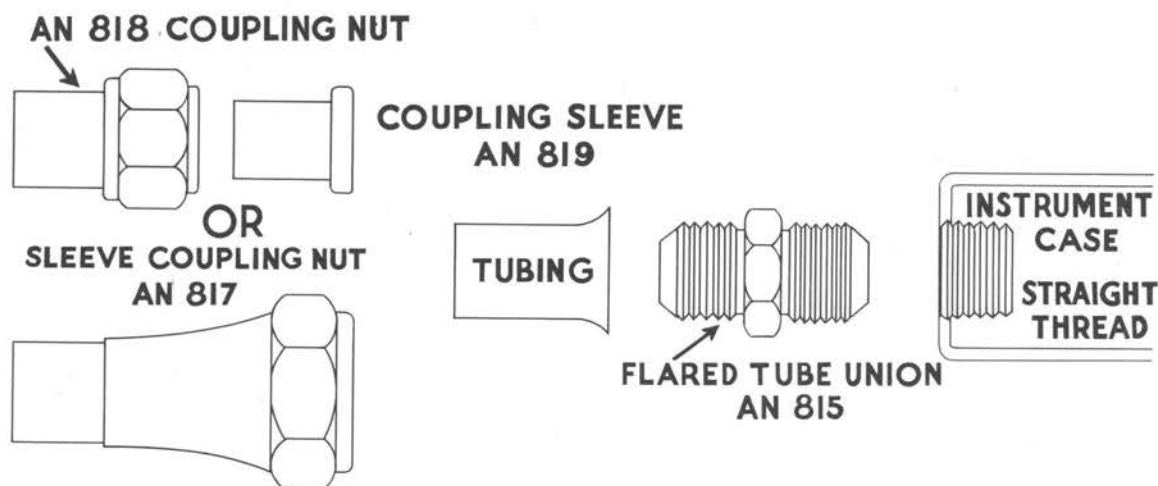 AN 818 COUPLING NUT
COUPLING SLEEVE
AN 819
OR
SLEEVE COUPLING NUT
AN 817
TUBING
FLARED TUBE UNION
AN 815
INSTRUMENT
CASE
STRAIGHT
THREAD